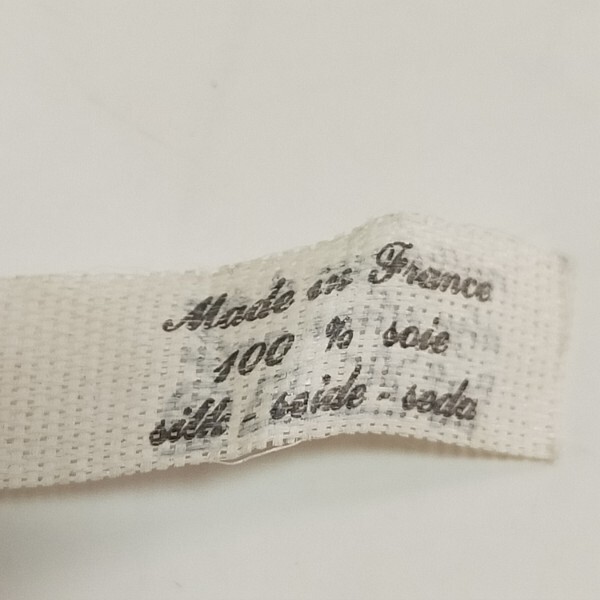 Made in France
100 % soie
silk - seide - seda